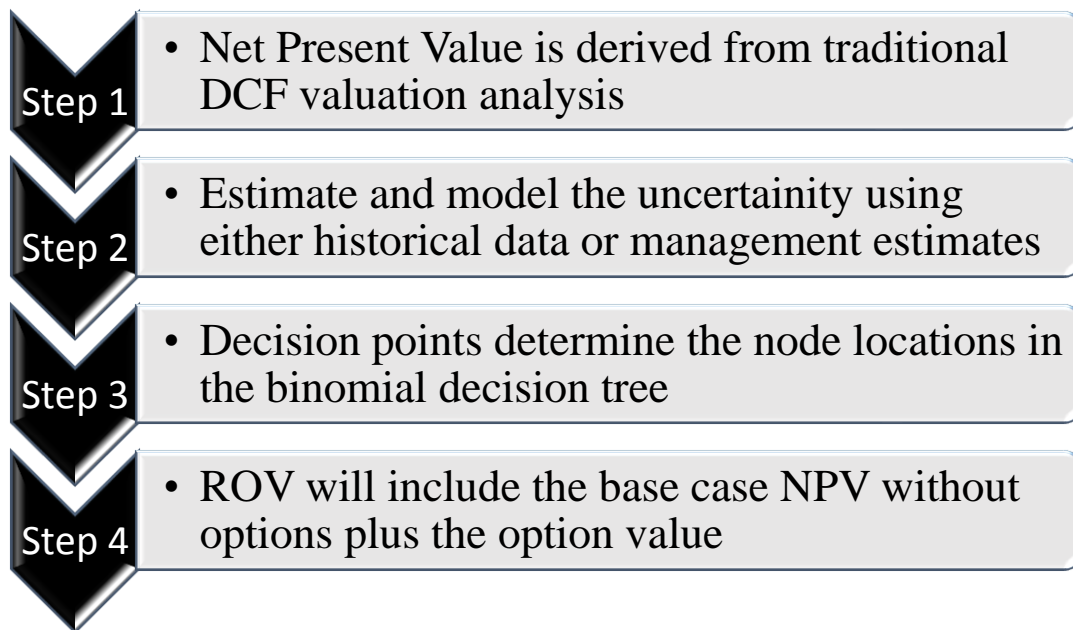 Step 1
• Net Present Value is derived from traditional
DCF valuation analysis
Step 2
• Estimate and model the uncertainity using
either historical data or management estimates
Step 3
• Decision points determine the node locations in
the binomial decision tree
Step 4
• ROV will include the base case NPV without
options plus the option value